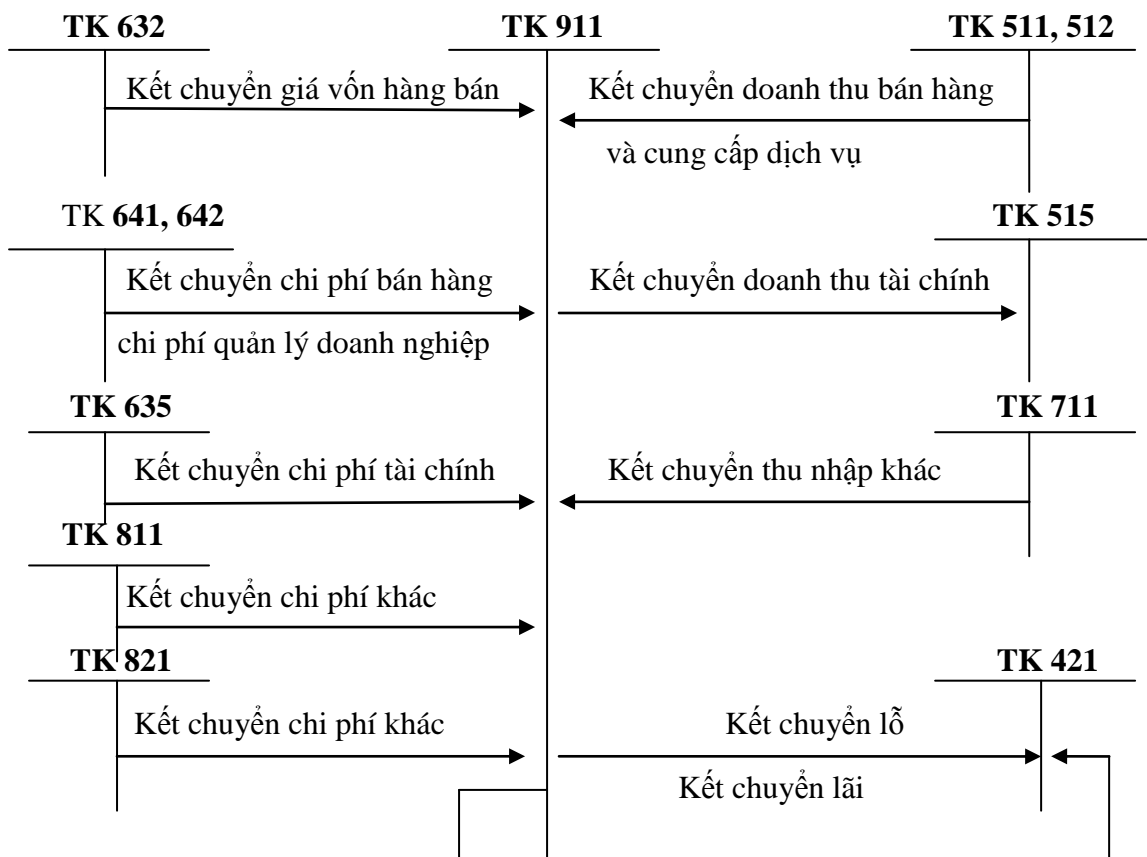 TK 632
TK 911
TK 511, 512
Kết chuyển giá vốn hàng bán
Kết chuyển doanh thu bán hàng
và cung cấp dịch vụ
TK 641, 642
TK 515
Kết chuyển chi phí bán hàng
Kết chuyển doanh thu tài chính
chi phí quản lý doanh nghiệp
TK 635
TK 711
Kết chuyển chi phí tài chính
Kết chuyển thu nhập khác
TK 811
Kết chuyển chi phí khác
TK 821
TK 421
Kết chuyển chi phí khác
Kết chuyển lỗ
Kết chuyển lãi